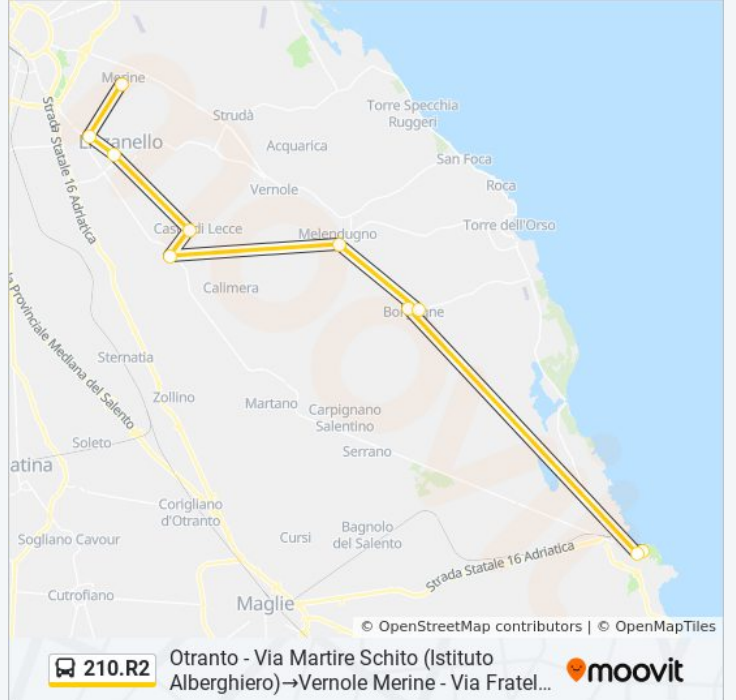 Merine
Strudà
Torre Specchia
Ruggeri
Acquarica
San Foca
Vernole
Roca
di Lecce
Melendugno
Torre dell'Orso
Strada Statale 16 Adriatica
Calimera
Provinciale Mediana del Salento
Sternatia
Zollino
Martano
Carpignano
Salentino
Soleto
Serrano
atina
Corigliano
d'Otranto
Bagnolo
del Salento
Cursi
Sogliano Cavour
Strada Statale 16 Adriatica
Cutrofiano
Maglie
© OpenStreetMap contributors | © OpenMapTiles
210.R2
Otranto - Via Martire Schito (Istituto
Alberghiero)→Vernole Merine - Via Fratel…
moovit